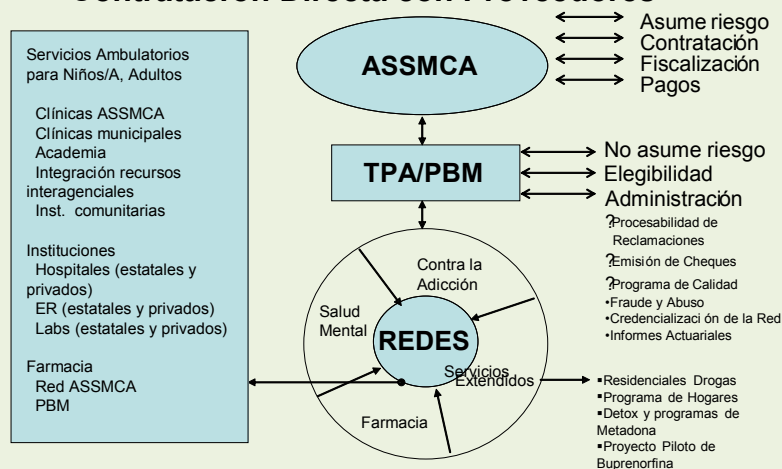 Contratación Directa con Proveedores
Servicios Ambulatorios
para Niños/A, Adultos
Clínicas ASSMCA
Clínicas municipales
Academia
Integración recursos
interagenciales
Inst. comunitarias
Instituciones
Hospitales (estatales y
privados)
ER (estatales y privados)
Labs (estatales y privados)
Farmacia
Red ASSMCA
PBM
ASSMCA
Asume riesgo
Contratación
Fiscalización
Pagos
TPA/PBM
No asume riesgo
Elegibilidad
Administración
?Procesabilidad de
Reclamaciones
?Emisión de Cheques
?Programa de Calidad
•Fraude y Abuso
•Credencializaci ón de la Red
•Informes Actuariales
Contra la
Adicción
Salud
Mental
REDES
Servicios
Extendidos
Farmacia
▪Residenciales Drogas
▪Programa de Hogares
▪Detox y programas de
Metadona
▪Proyecto Piloto de
Buprenorfina